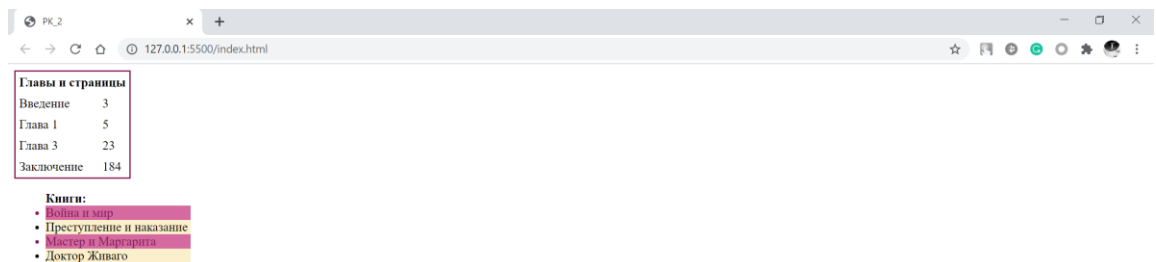 PK_2
127.0.0.1:5500/index.html
Главы и страницы
Введение 3
Глава 1 5
Глава 3 23
Заключение 184
Книги:
Война и мир
Преступление и наказание
Мастер и Маргарита
Доктор Живаго